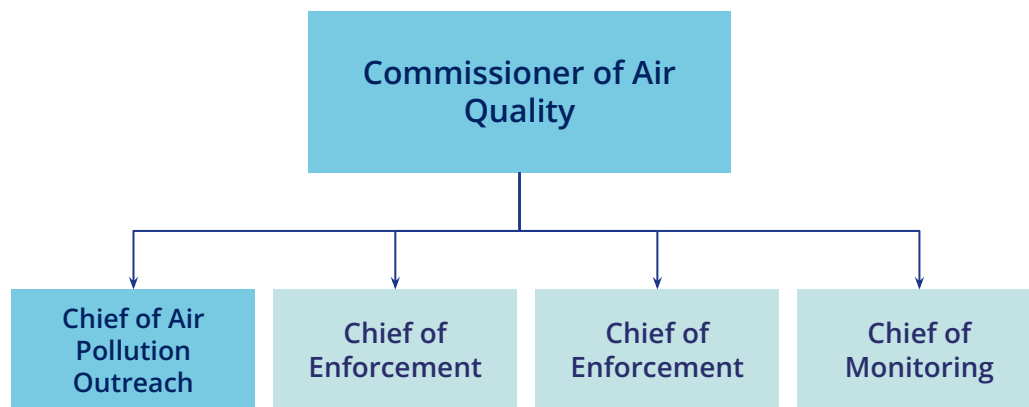 Commissioner of Air
Quality
Chief of Air
Pollution
Outreach
Chief of
Enforcement
Chief of
Enforcement
Chief of
Monitoring